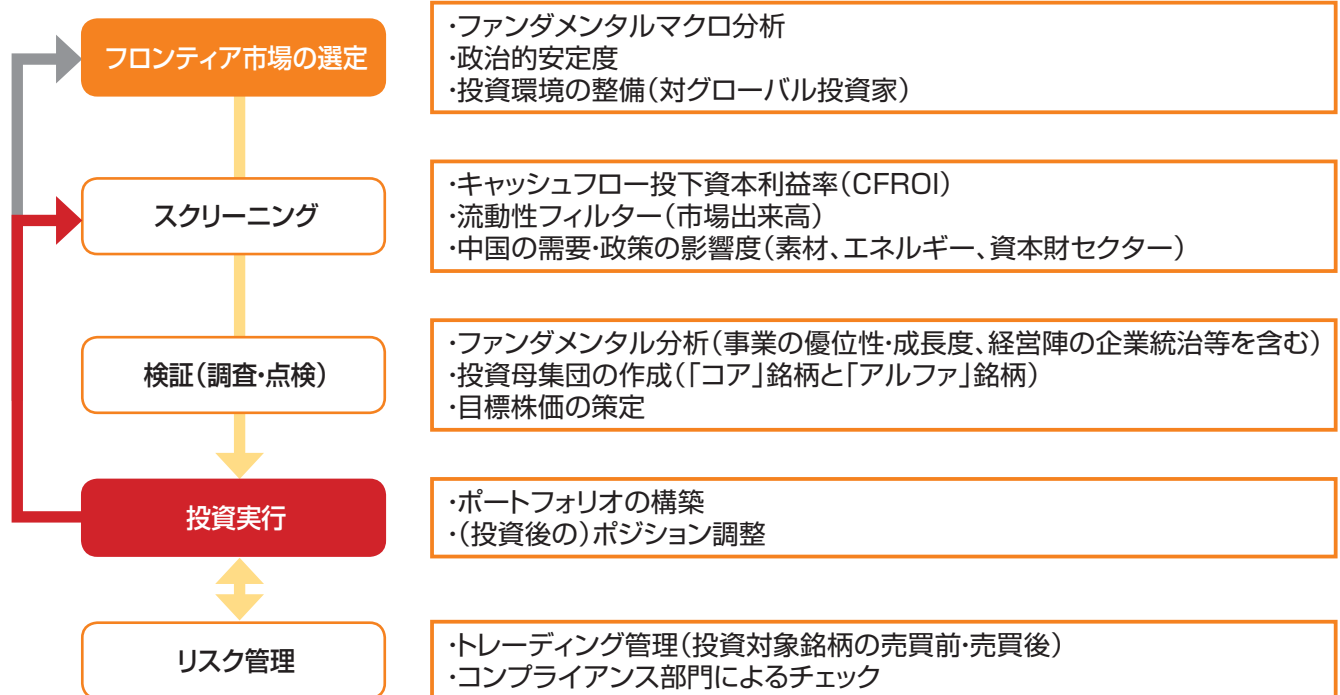 フロンティア市場の選定
・ファンダメンタルマクロ分析
・政治的安定度
・投資環境の整備（対グローバル投資家）
スクリーニング
・キャッシュフロー投下資本利益率（CFROI）
・流動性フィルター（市場出来高）
・中国の需要・政策の影響度（素材、エネルギー、資本財セクター）
検証（調査・点検）
・ファンダメンタル分析（事業の優位性・成長度、経営陣の企業統治等を含む）
・投資母集団の作成（「コア」銘柄と「アルファ」銘柄）
・目標株価の策定
投資実行
・ポートフォリオの構築
・（投資後の）ポジション調整
リスク管理
・トレーディング管理（投資対象銘柄の売買前・売買後）
・コンプライアンス部門によるチェック